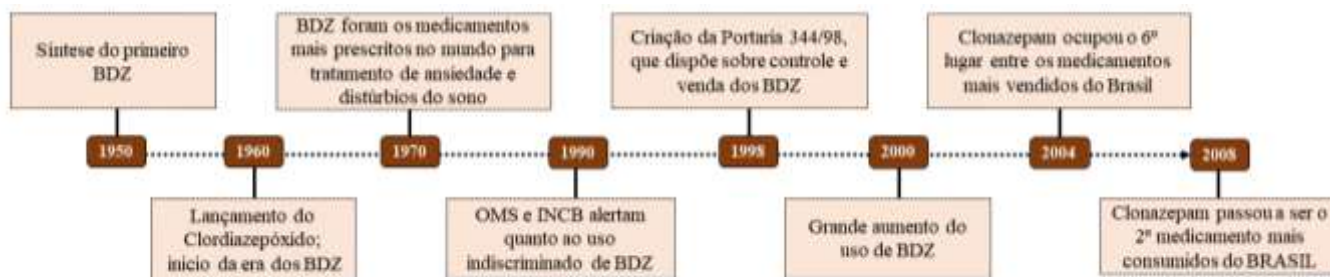 Síntese do primeiro
BDZ
BDZ foram os medicamentos
mais prescritos no mundo para
tratamento de ansiedade e
distúrbios do sono
Criação da Portaria 344/98,
que dispõe sobre controle e
venda dos BDZ
Clonazepam ocupou o 6º
lugar entre os medicamentos
mais vendidos do Brasil
1950
1960
1970
1990
1998
2000
2004
2008
Lançamento do
Clordiazepóxido;
inicio da era dos BDZ
OMS e INCB alertam
quanto ao uso
indiscriminado de BDZ
Grande aumento do
uso de BDZ
Clonazepam passou a ser o
2º medicamento mais
consumidos do BRASIL